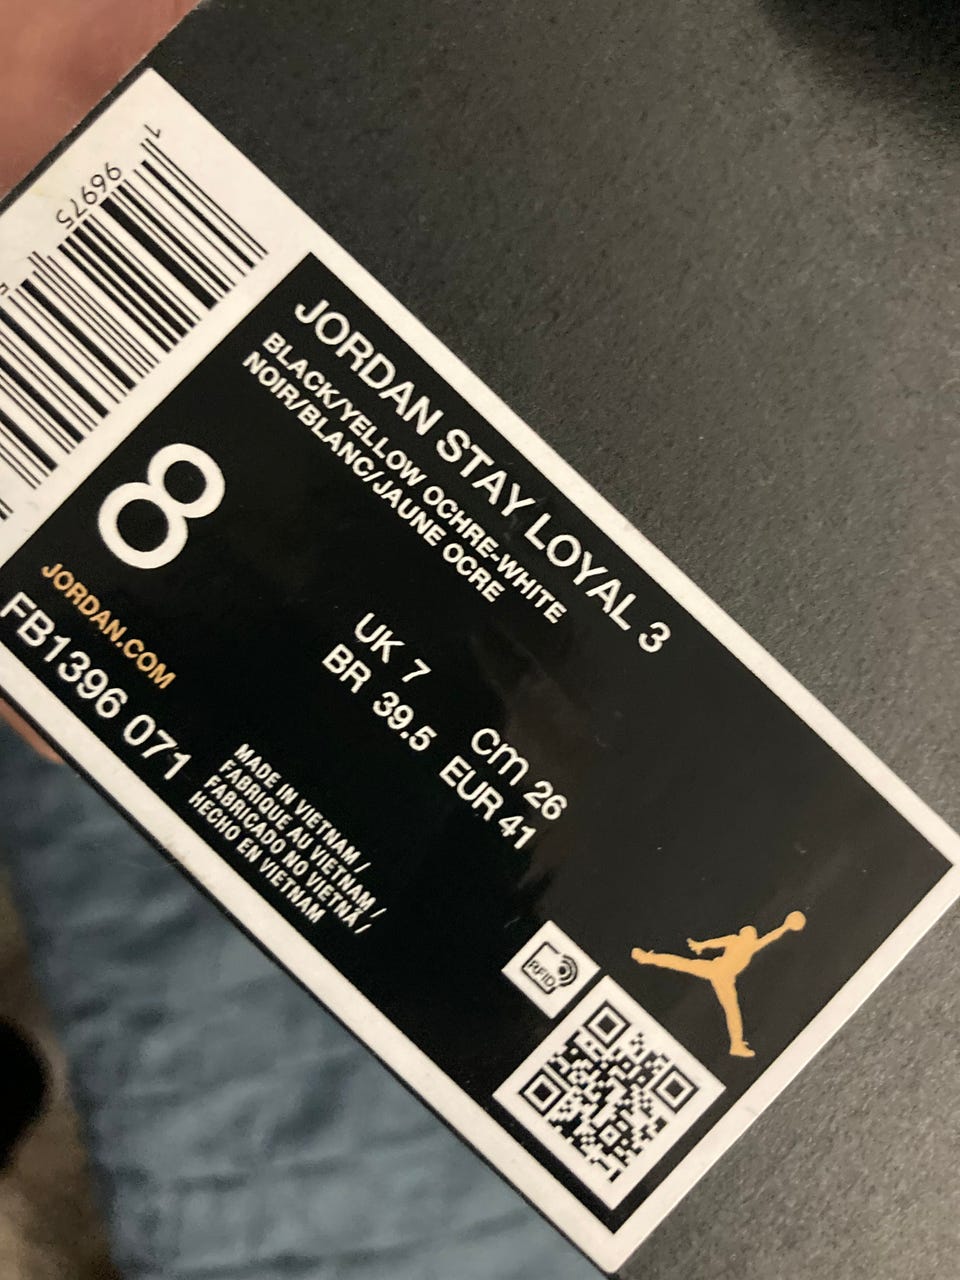 1
96975
JORDAN STAY LOYAL 3
BLACK/YELLOW OCHRE-WHITE
NOIR/BLANC/JAUNE OCRE
8
UK 7
cm 26
BR 39.5
EUR 41
JORDAN.COM
FB1396 071
MADE IN VIETNAM /
FABRIQUE AU VIETNAM /
FABRICADO NO VIETNÃ /
HECHO EN VIETNAM
RFID